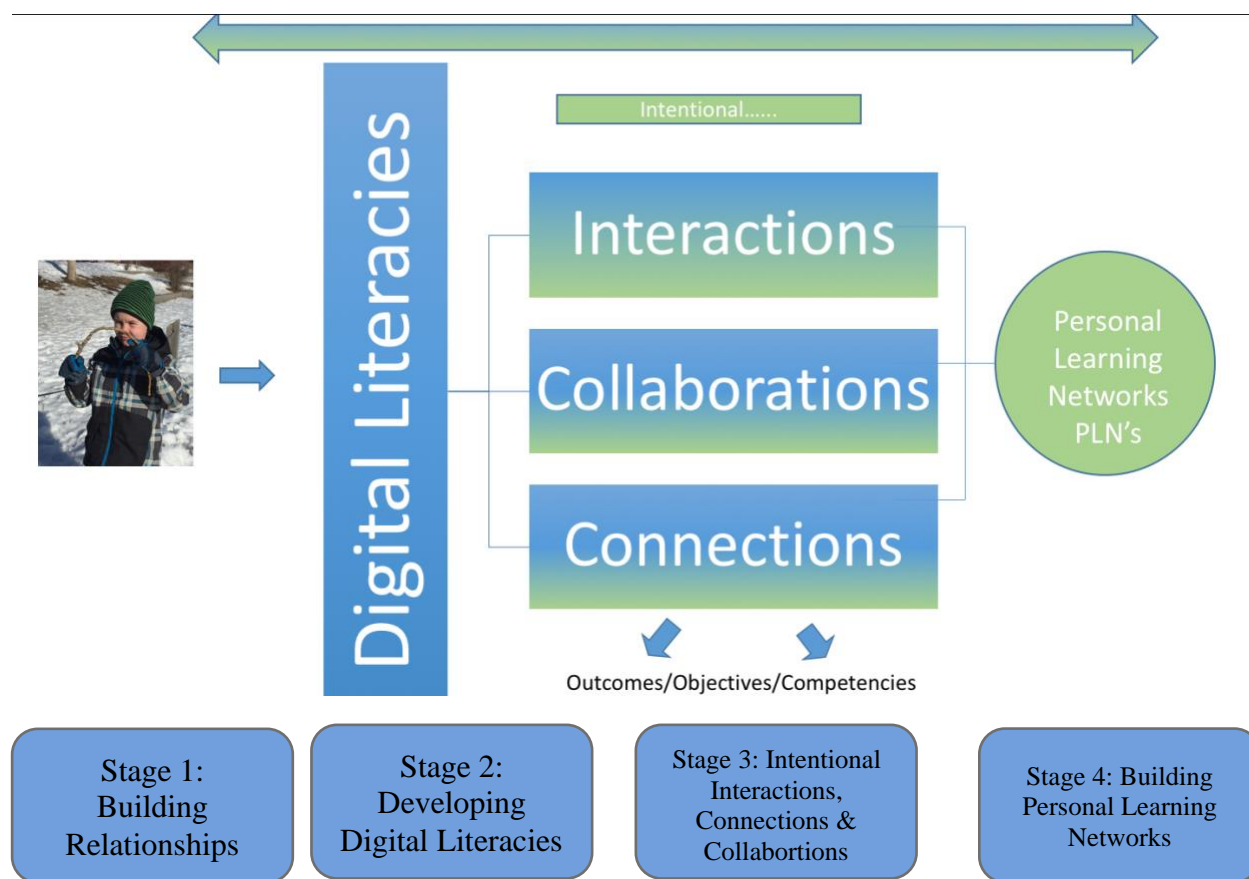 Intentional......
Digital Literacies
Interactions
Collaborations
Connections
Personal
Learning
Networks
PLN's
Outcomes/Objectives/Competencies
Stage 1:
Building
Relationships
Stage 2:
Developing
Digital Literacies
Stage 3: Intentional
Interactions,
Connections &
Collabortions
Stage 4: Building
Personal Learning
Networks